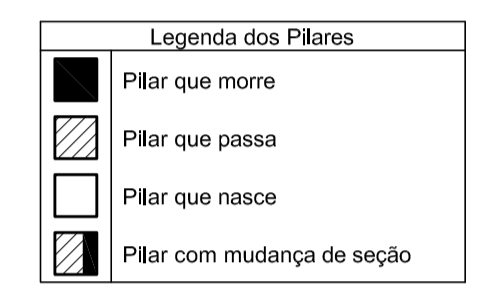 Legenda dos Pilares
Pilar que morre
Pilar que passa
Pilar que nasce
Pilar com mudança de seção